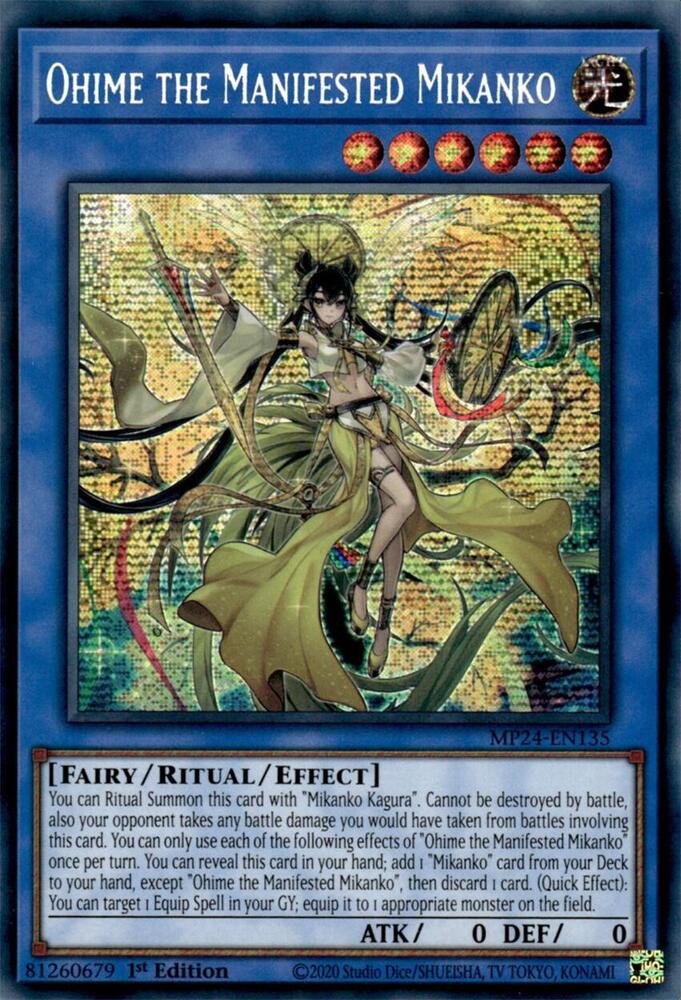 OHIME THE MANIFESTED MIKANKO
光
MP24-EN135
[FAIRY/RITUAL/EFFECT]
You can Ritual Summon this card with "Mikanko Kagura". Cannot be destroyed by battle,
also your opponent takes any battle damage you would have taken from battles involving
this card. You can only use each of the following effects of "Ohime the Manifested Mikanko"
once per turn. You can reveal this card in your hand; add 1 "Mikanko" card from your Deck
to your hand, except "Ohime the Manifested Mikanko", then discard 1 card. (Quick Effect):
You can target 1 Equip Spell in your GY; equip it to 1 appropriate monster on the field.
ATK/ 0 DEF/ 0
81260679 1st Edition ©2020 Studio Dice/SHUEISHA, TV TOKYO, KONAMI